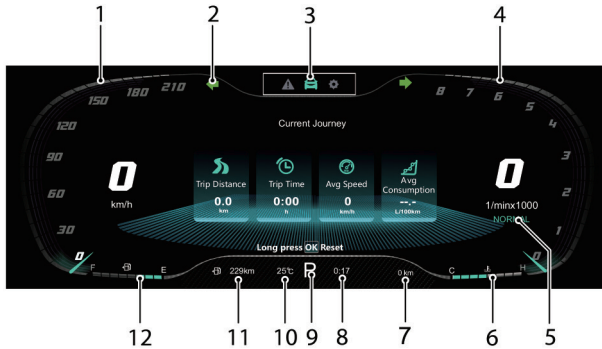 1
2
3
4
150
180
210
120
90
60
30
0
8
7
6
5
4
3
2
1
0
Current Journey
0
km/h
Trip Distance
0.0
km
Trip Time
0:00
h
Avg Speed
0
km/h
Avg
Consumption
--.-
L/100km
0
1/minx1000
NORMAL
Long press OK Reset
F
E
229km
25℃
P
0:17
0 km
C
H
12
11
10
9
8
7
6
5